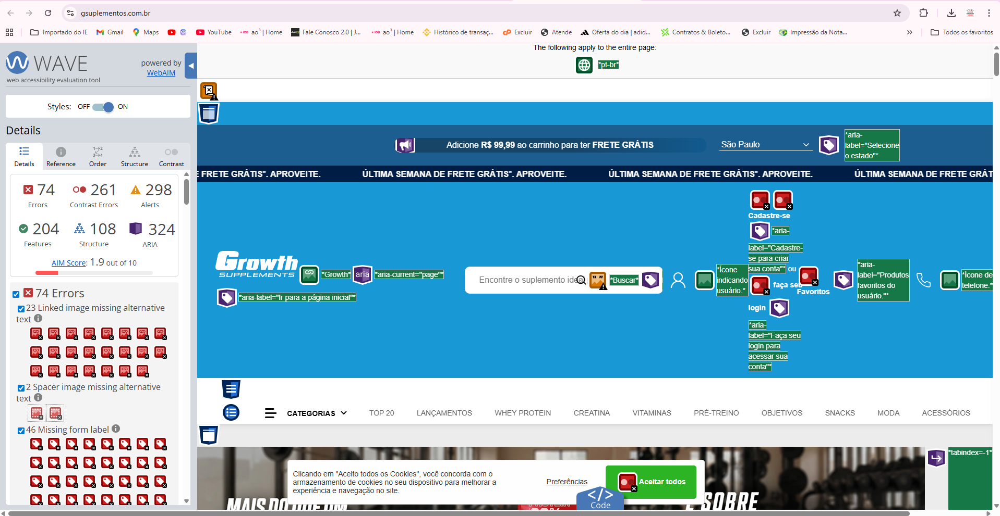 gsuplementos.com.br
Importado do IE
Gmail
Maps
YouTube
ao³ | Home
Fale Conosco 2.0 | J...
ao³ | Home
Histórico de transaç...
Excluir
Atende
Oferta do dia | adid...
Contratos & Boleto...
Excluir
Impressão da Nota...
Todos os favoritos
WAVE
web accessibility evaluation tool
powered by
WebAIM
Styles: OFF ON
Details
Details Reference Order Structure Contrast
74 261 298
Errors Contrast Errors Alerts
204 108 324
Features Structure ARIA
AIM Score: 1.9 out of 10
74 Errors
23 Linked image missing alternative
text
2 Spacer image missing alternative
text
46 Missing form label
The following apply to the entire page:
*pt-br*
Adicione R$ 99,99 ao carrinho para ter FRETE GRÁTIS
São Paulo
*aria-
label="Selecione
o estado"*
E FRETE GRÁTIS*. APROVEITE.
ÚLTIMA SEMANA DE FRETE GRÁTIS*. APROVEITE.
ÚLTIMA SEMANA DE FRETE GRÁTIS*. APROVEITE.
ÚLTIMA SEMANA DE FRETE GRÁT
Growth
SUPPLEMENTS
*Growth*
aria
*aria-current="page"*
*aria-label="Ir para a página inicial"*
Encontre o suplemento idea
*Buscar*
*Ícone
indicando
usuário.*
Cadastre-se
*aria-
label="Cadastre-
se para criar
sua conta"* ou
faça seu
login
*aria-
label="Faça seu
login para
acessar sua
conta"*
Favoritos
*aria-
label="Produtos
favoritos do
usuário."*
*Ícone de
telefone.*
CATEGORIAS
TOP 20
LANÇAMENTOS
WHEY PROTEIN
CREATINA
VITAMINAS
PRÉ-TREINO
OBJETIVOS
SNACKS
MODA
ACESSÓRIOS
*tabindex=-1*
Clicando em "Aceito todos os Cookies", você concorda com o
armazenamento de cookies no seu dispositivo para melhorar a
experiência e navegação no site.
Preferências
Aceitar todos
</>
Code
MAIS DO QUE UM
É SOBRE